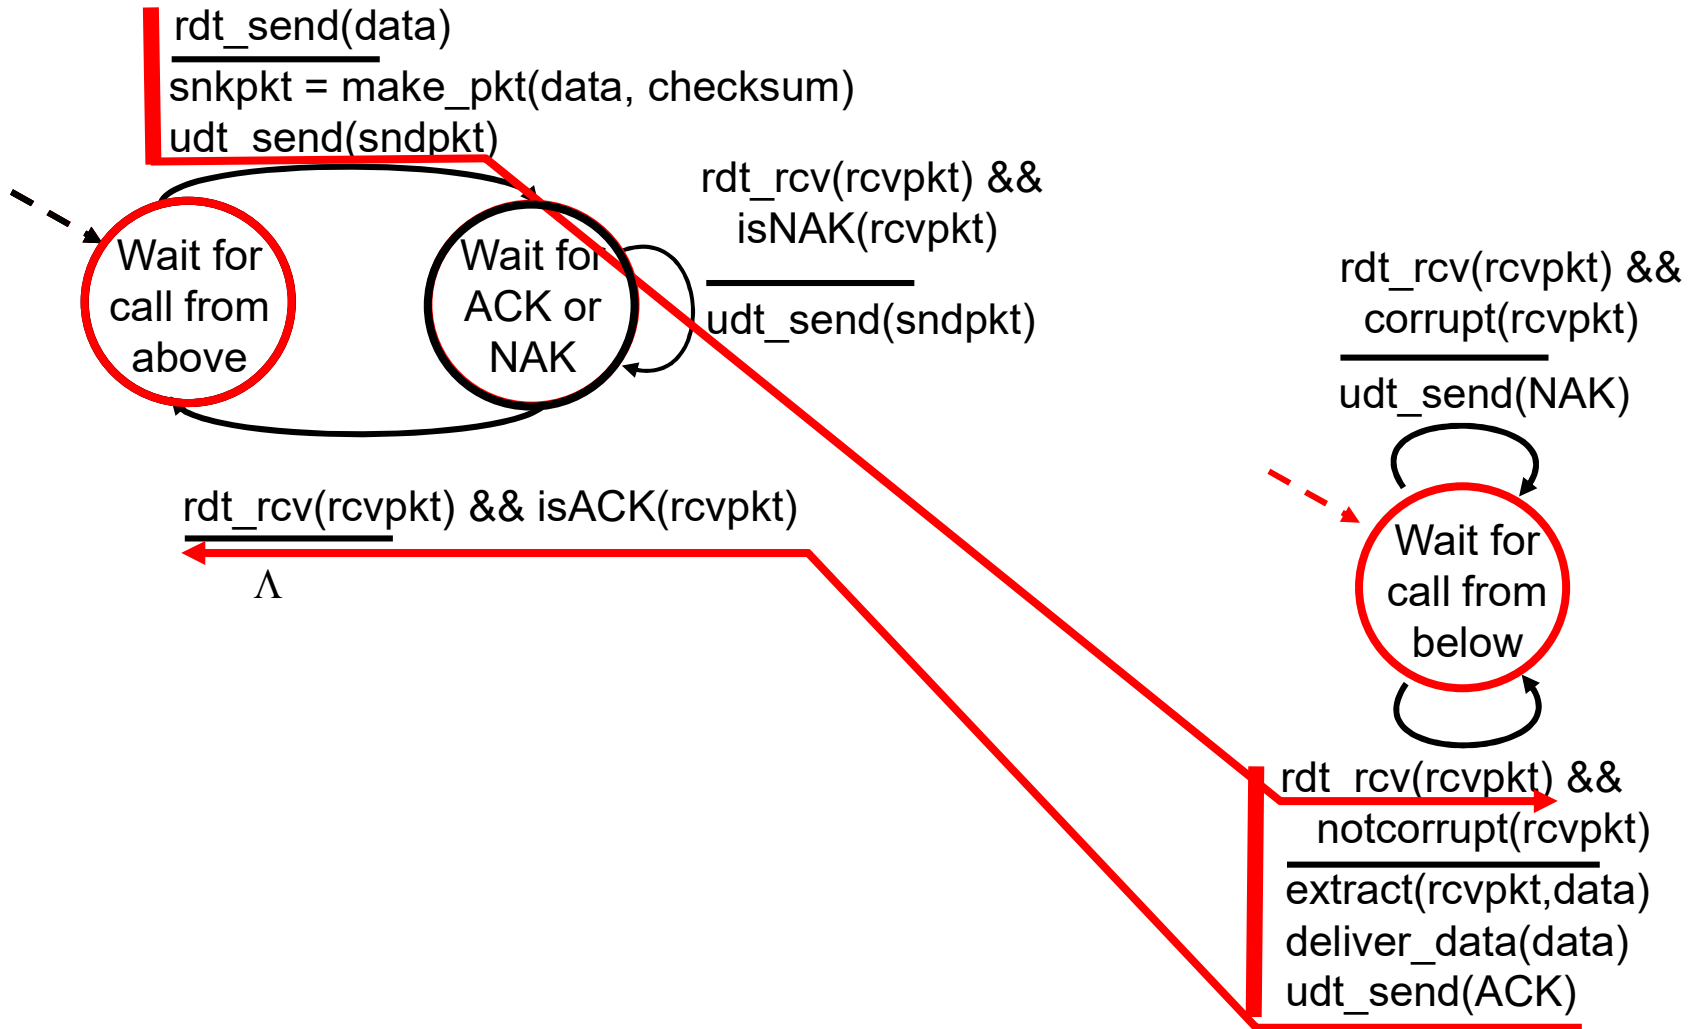 rdt_send(data)
snkpkt = make_pkt(data, checksum)
udt_send(sndpkt)
rdt_rcv(rcvpkt) &&
isNAK(rcvpkt)
udt_send(sndpkt)
Wait for
call from
above
Wait for
ACK or
NAK
rdt_rcv(rcvpkt) && isACK(rcvpkt)
Λ
rdt_rcv(rcvpkt) &&
corrupt(rcvpkt)
udt_send(NAK)
Wait for
call from
below
rdt_rcv(rcvpkt) &&
notcorrupt(rcvpkt)
extract(rcvpkt,data)
deliver_data(data)
udt_send(ACK)